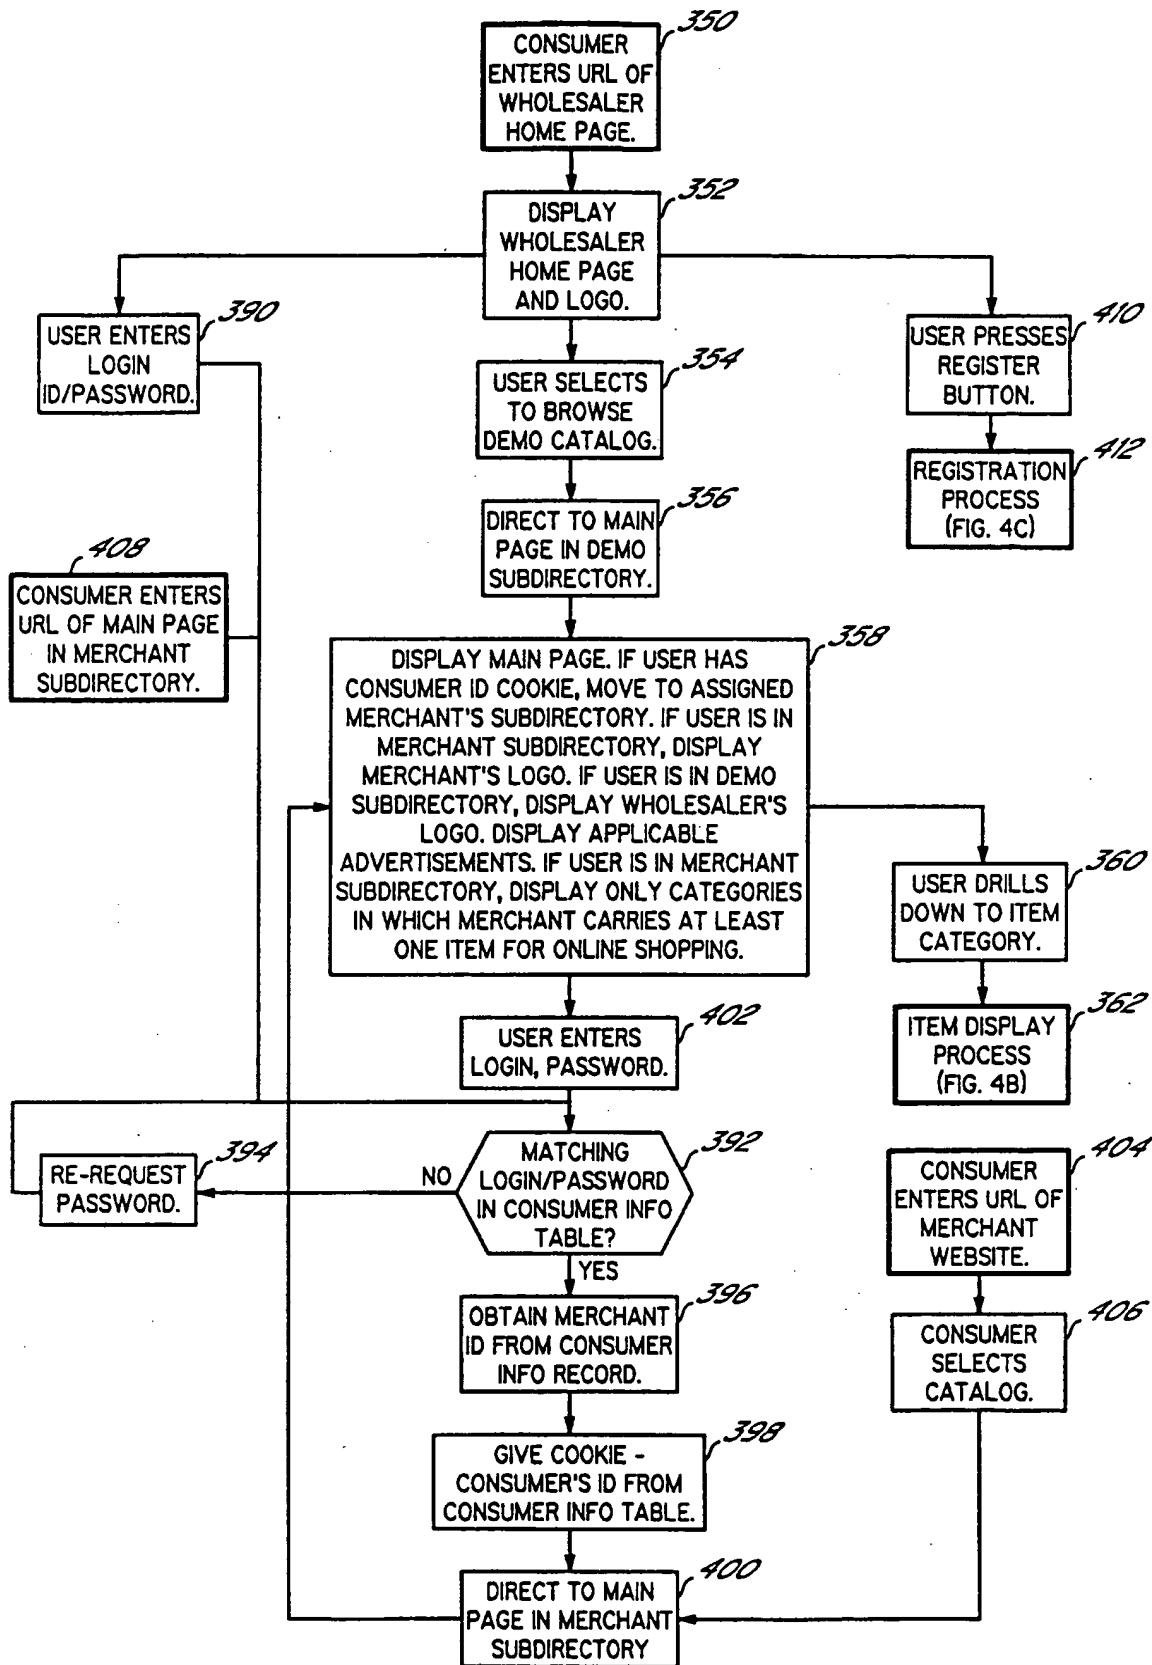 350
CONSUMER
ENTERS URL OF
WHOLESALER
HOME PAGE.
352
DISPLAY
WHOLESALER
HOME PAGE
AND LOGO.
390
USER ENTERS
LOGIN
ID/PASSWORD.
354
USER SELECTS
TO BROWSE
DEMO CATALOG.
410
USER PRESSES
REGISTER
BUTTON.
412
REGISTRATION
PROCESS
(FIG. 4C)
356
DIRECT TO MAIN
PAGE IN DEMO
SUBDIRECTORY.
408
CONSUMER ENTERS
URL OF MAIN PAGE
IN MERCHANT
SUBDIRECTORY.
358
DISPLAY MAIN PAGE. IF USER HAS
CONSUMER ID COOKIE, MOVE TO ASSIGNED
MERCHANT'S SUBDIRECTORY. IF USER IS IN
MERCHANT SUBDIRECTORY, DISPLAY
MERCHANT'S LOGO. IF USER IS IN DEMO
SUBDIRECTORY, DISPLAY WHOLESALER'S
LOGO. DISPLAY APPLICABLE
ADVERTISEMENTS. IF USER IS IN MERCHANT
SUBDIRECTORY, DISPLAY ONLY CATEGORIES
IN WHICH MERCHANT CARRIES AT LEAST
ONE ITEM FOR ONLINE SHOPPING.
360
USER DRILLS
DOWN TO ITEM
CATEGORY.
362
ITEM DISPLAY
PROCESS
(FIG. 4B)
402
USER ENTERS
LOGIN, PASSWORD.
392
MATCHING
LOGIN/PASSWORD
IN CONSUMER INFO
TABLE?
NO
394
RE-REQUEST
PASSWORD.
YES
404
CONSUMER
ENTERS URL OF
MERCHANT
WEBSITE.
396
OBTAIN MERCHANT
ID FROM CONSUMER
INFO RECORD.
406
CONSUMER
SELECTS
CATALOG.
398
GIVE COOKIE -
CONSUMER'S ID FROM
CONSUMER INFO TABLE.
400
DIRECT TO MAIN
PAGE IN MERCHANT
SUBDIRECTORY